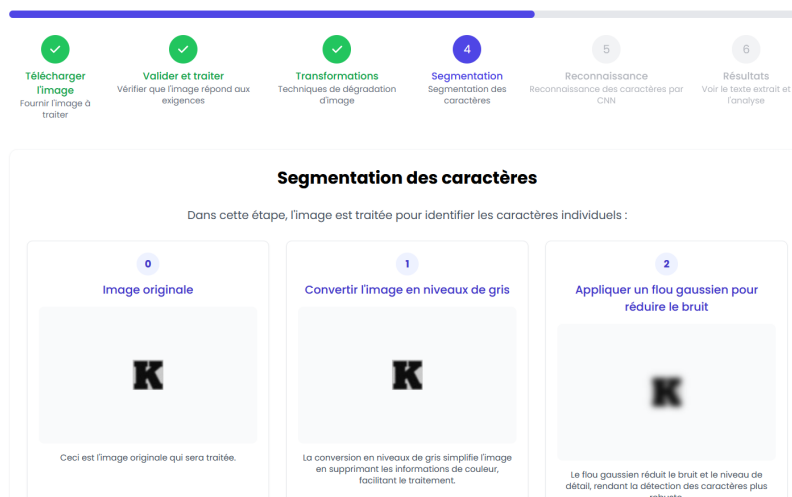 4
5
6
Télécharger
l'image
Fournir l'image à
traiter
Valider et traiter
Vérifier que l'image répond aux
exigences
Transformations
Techniques de dégradation
d'image
Segmentation
Segmentation des
caractères
Reconnaissance
Reconnaissance des caractères par
CNN
Résultats
Voir le texte extrait et
l'analyse
Segmentation des caractères
Dans cette étape, l'image est traitée pour identifier les caractères individuels :
0
Image originale
K
Ceci est l'image originale qui sera traitée.
1
Convertir l'image en niveaux de gris
K
La conversion en niveaux de gris simplifie l'image
en supprimant les informations de couleur,
facilitant le traitement.
2
Appliquer un flou gaussien pour
réduire le bruit
K
Le flou gaussien réduit le bruit et le niveau de
détail, rendant la détection des caractères plus
robuste.